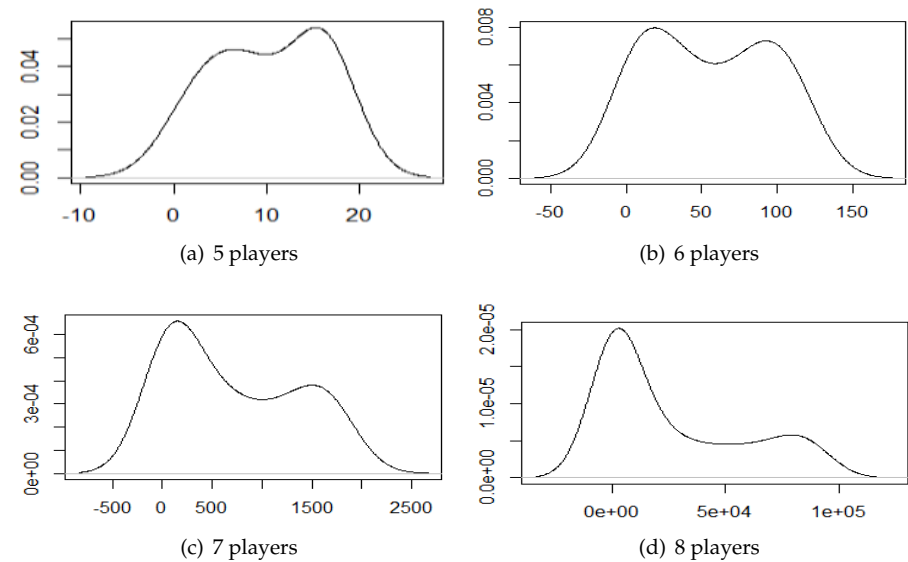 0.04
0.02
0.00
-10 0 10 20
(a) 5 players
0.008
0.004
0.000
-50 0 50 100 150
(b) 6 players
6e-04
3e-04
0e+00
-500 0 500 1500 2500
(c) 7 players
2.0e-05
1.0e-05
0.0e+00
0e+00 5e+04 1e+05
(d) 8 players